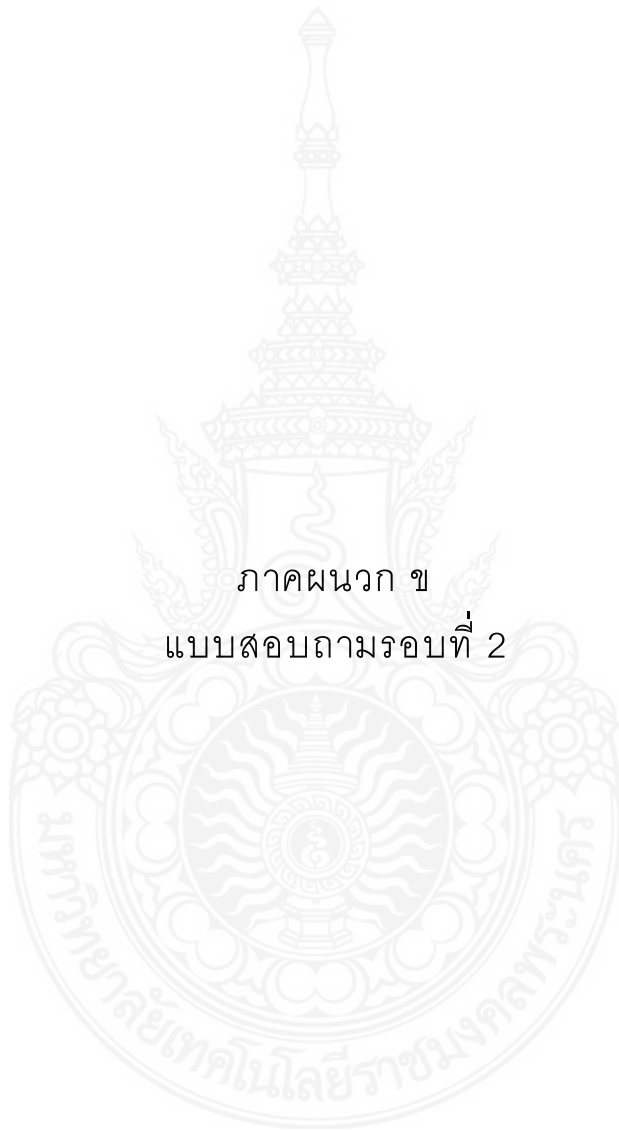 ภาคผนวก ข
แบบสอบถามรอบที่ 2
มหาวิทยาลัยเทคโนโลยีราชมงคลพระนคร